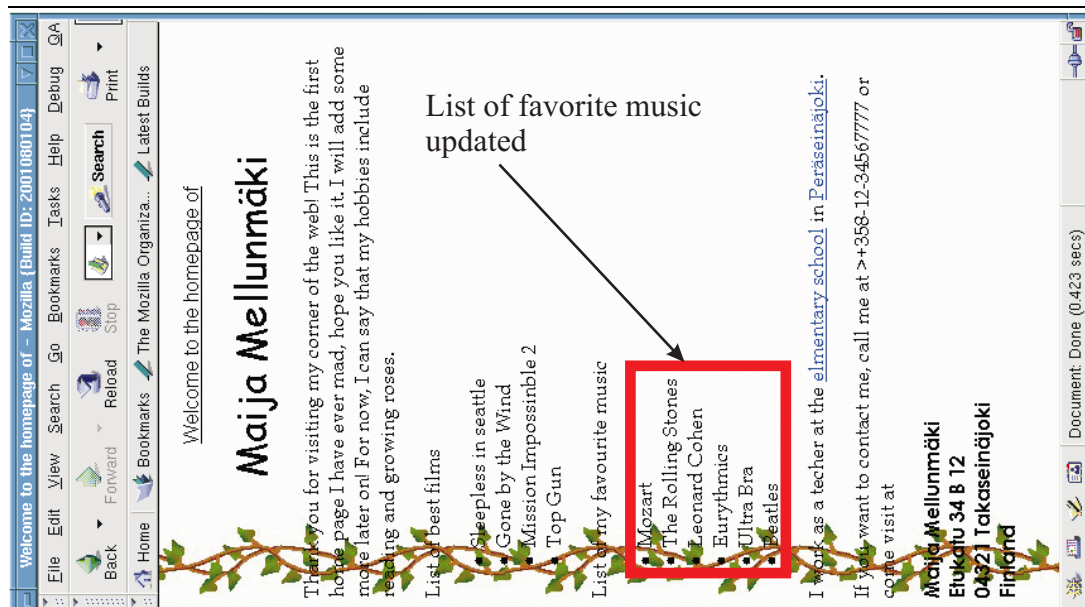 Welcome to the homepage of - Mozilla {Build ID: 2001080104}
File Edit View Search Go Bookmarks Tasks Help Debug QA
Back Forward Reload Stop Search Print
Home Bookmarks The Mozilla Organiza... Latest Builds
Welcome to the homepage of
Maija Mellunmäki
Thank you for visiting my corner of the web! This is the first
home page I have ever mad, hope you like it. I will add some
more later on! For now, I can say that my hobbies include
reading and growing roses.
List of best films
Sleepless in seattle
Gone by the Wind
Mission Impossinble 2
Top Gun
List of my favourite music
Mozart
The Rolling Stones
Leonard Cohen
Eurythmics
Ultra Bra
Beatles
List of favorite music
updated
I work as a techer at the elmentary school in Peräseinäjoki.
If you want to contact me, call me at >+358-12-34567777 or
come visit at
Maija Mellunmäki
Etukatu 34 B 12
04321 Takaseinäjoki
Finland
Document: Done (0.423 secs)